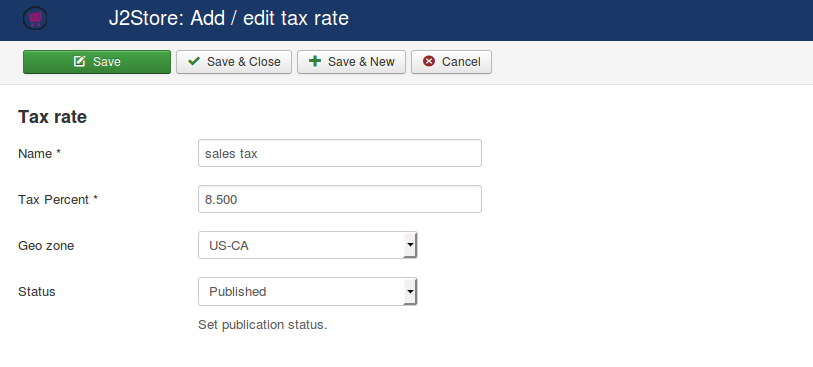 J2Store: Add / edit tax rate
Save Save & Close Save & New Cancel
Tax rate
Name * sales tax
Tax Percent * 8.500
Geo zone US-CA
Status Published
Set publication status.